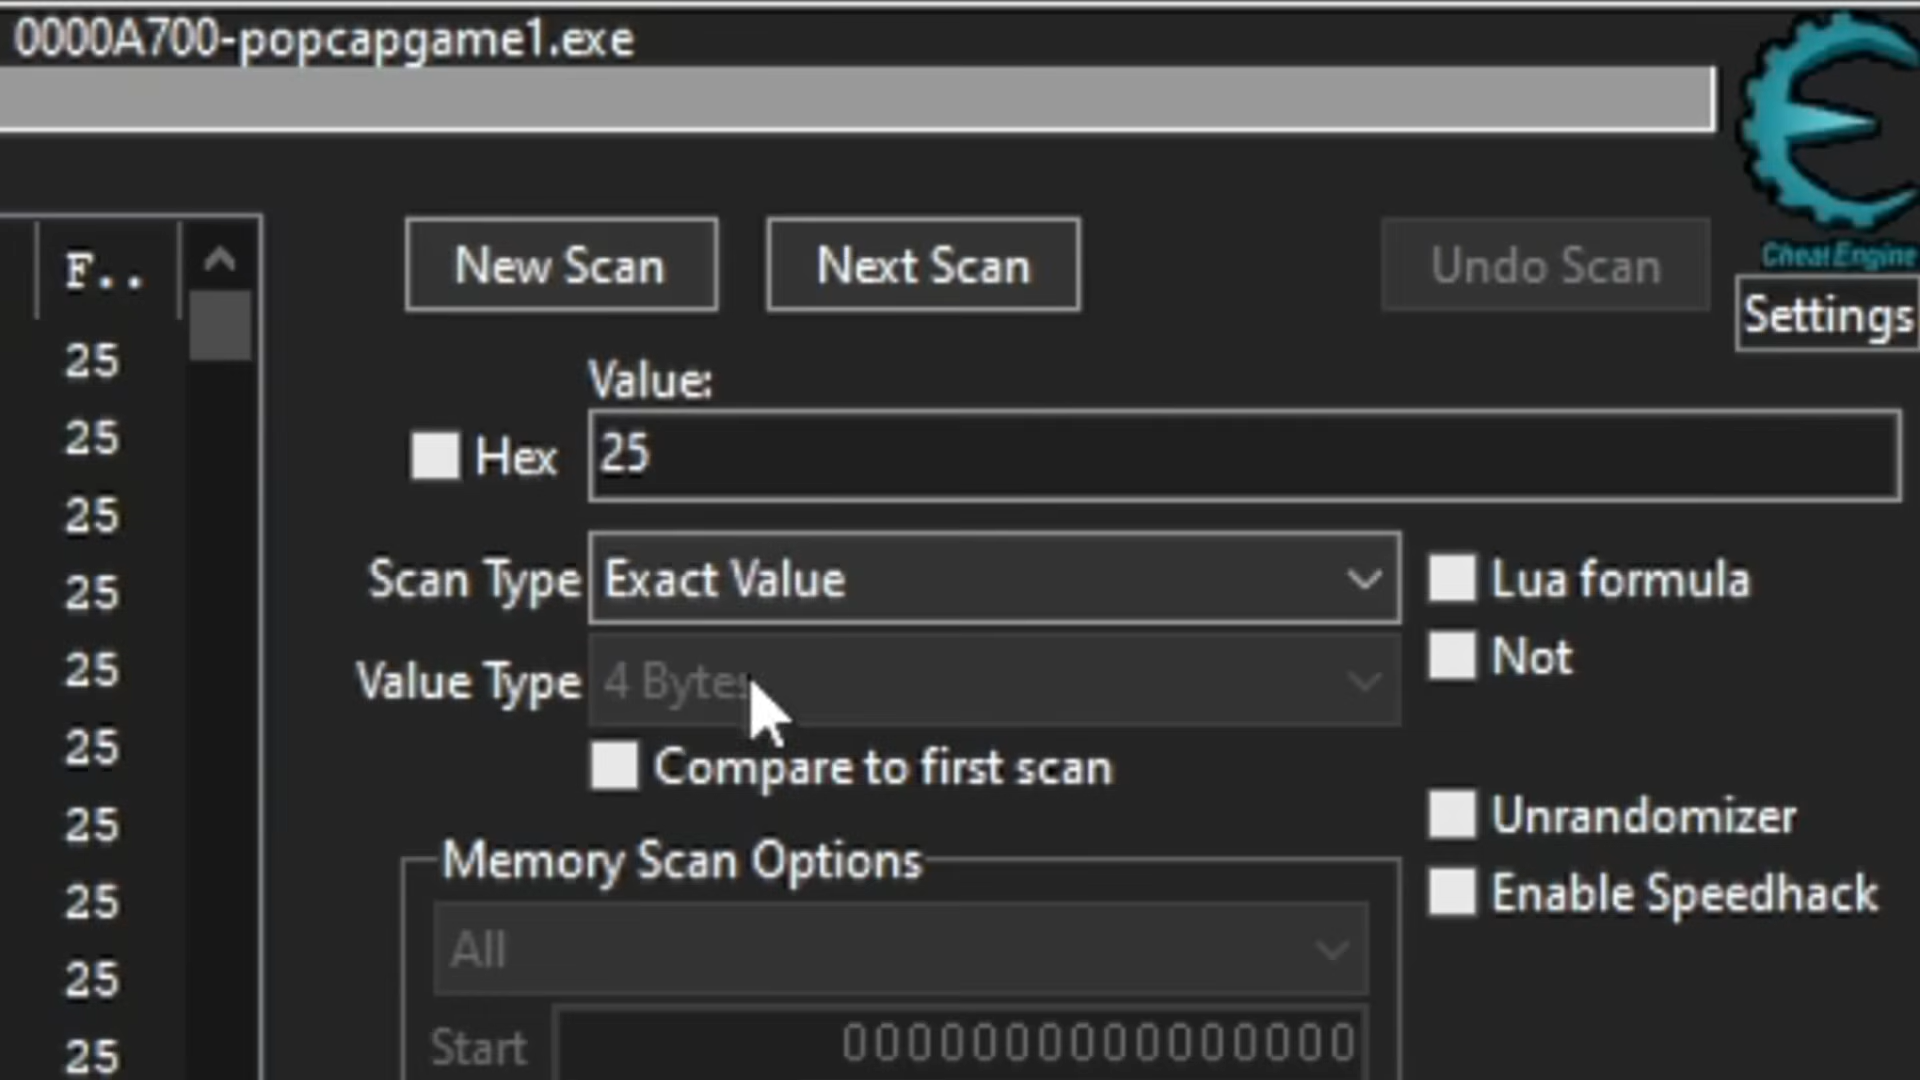 0000A700-popcapgame1.exe
Cheat Engine
New Scan
Next Scan
Undo Scan
Settings
F..
25
25
25
25
25
25
25
25
25
25
Value:
Hex
25
Scan Type
Exact Value
Lua formula
Value Type
4 Bytes
Not
Compare to first scan
Unrandomizer
Memory Scan Options
Enable Speedhack
All
Start
0000000000000000